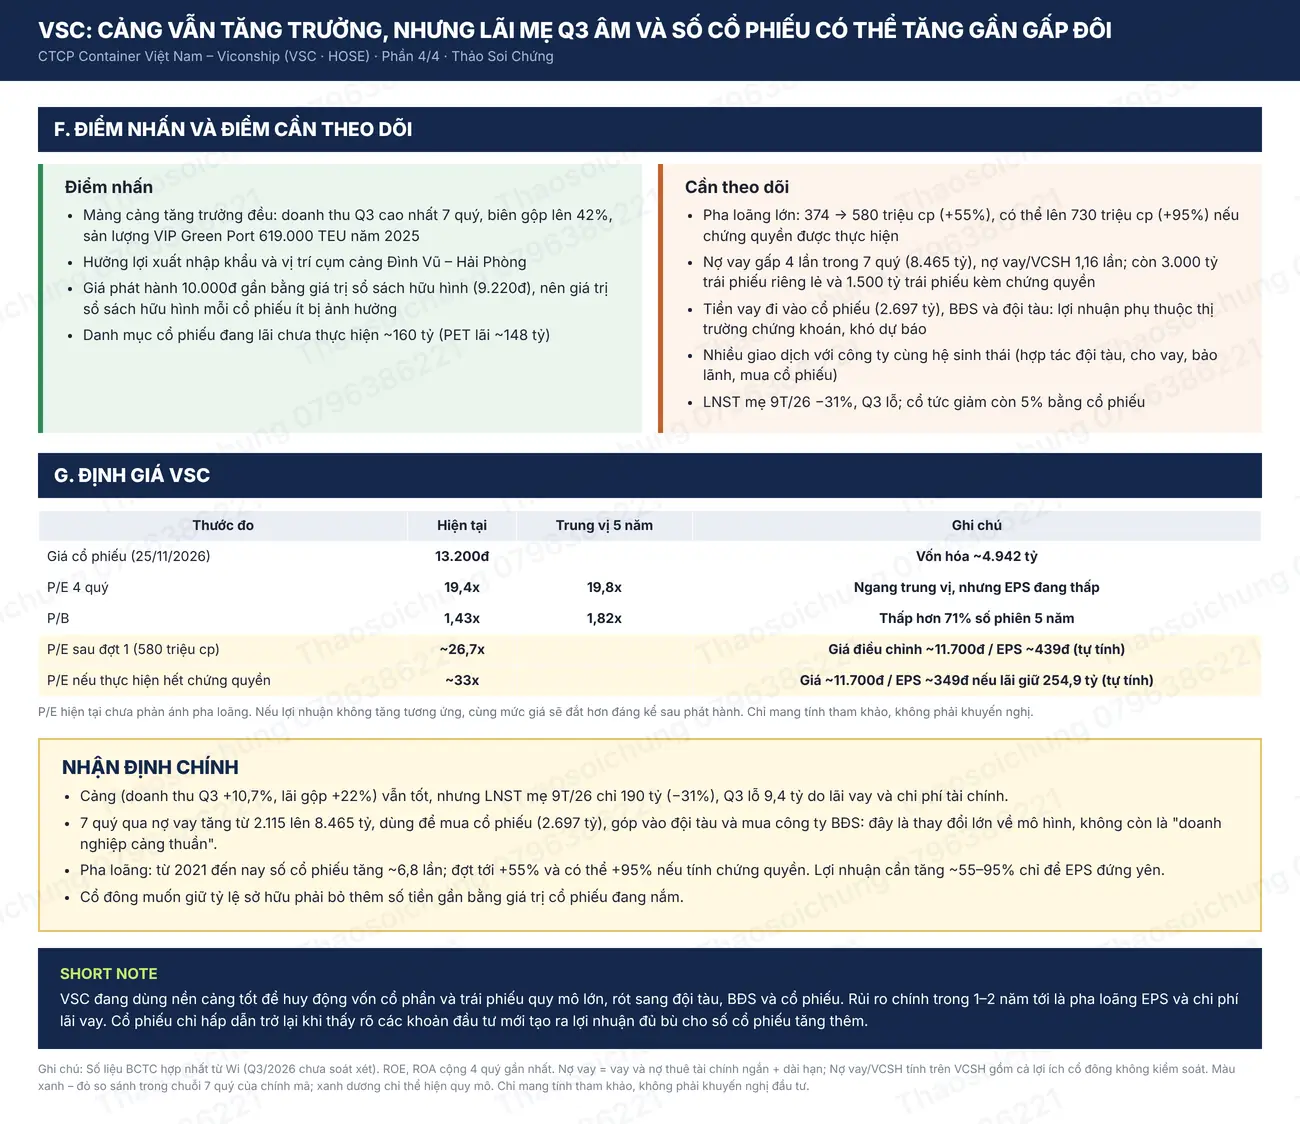 VSC: CẢNG VẪN TĂNG TRƯỞNG, NHƯNG LÃI MẸ Q3 ÂM VÀ SỐ CỔ PHIẾU CÓ THỂ TĂNG GẦN GẤP ĐÔI
CTCP Container Việt Nam – Viconship (VSC · HOSE) · Phần 4/4 · Thảo Soi Chứng
F. ĐIỂM NHẤN VÀ ĐIỂM CẦN THEO DÕI
Điểm nhấn
• Mảng cảng tăng trưởng đều: doanh thu Q3 cao nhất 7 quý, biên gộp lên 42%,
sản lượng VIP Green Port 619.000 TEU năm 2025
• Hưởng lợi xuất nhập khẩu và vị trí cụm cảng Đình Vũ – Hải Phòng
• Giá phát hành 10.000đ gần bằng giá trị sổ sách hữu hình (9.220đ), nên giá trị
sổ sách hữu hình mỗi cổ phiếu ít bị ảnh hưởng
• Danh mục cổ phiếu đang lãi chưa thực hiện ~160 tỷ (PET lãi ~148 tỷ)
Cần theo dõi
• Pha loãng lớn: 374 → 580 triệu cp (+55%), có thể lên 730 triệu cp (+95%) nếu
chứng quyền được thực hiện
• Nợ vay gấp 4 lần trong 7 quý (8.465 tỷ), nợ vay/VCSH 1,16 lần; còn 3.000 tỷ
trái phiếu riêng lẻ và 1.500 tỷ trái phiếu kèm chứng quyền
• Tiền vay đi vào cổ phiếu (2.697 tỷ), BĐS và đội tàu: lợi nhuận phụ thuộc thị
trường chứng khoán, khó dự báo
• Nhiều giao dịch với công ty cùng hệ sinh thái (hợp tác đội tàu, cho vay, bảo
lãnh, mua cổ phiếu)
• LNST mẹ 9T/26 −31%, Q3 lỗ; cổ tức giảm còn 5% bằng cổ phiếu
G. ĐỊNH GIÁ VSC
Thước đo Hiện tại Trung vị 5 năm Ghi chú
Giá cổ phiếu (25/11/2026) 13.200đ Vốn hóa ~4.942 tỷ
P/E 4 quý 19,4x 19,8x Ngang trung vị, nhưng EPS đang thấp
P/B 1,43x 1,82x Thấp hơn 71% số phiên 5 năm
P/E sau đợt 1 (580 triệu cp) ~26,7x Giá điều chỉnh ~11.700đ / EPS ~439đ (tự tính)
P/E nếu thực hiện hết chứng quyền ~33x Giá ~11.700đ / EPS ~349đ nếu lãi giữ 254,9 tỷ (tự tính)
P/E hiện tại chưa phản ánh pha loãng. Nếu lợi nhuận không tăng tương ứng, cùng mức giá sẽ đắt hơn đáng kể sau phát hành. Chỉ mang tính tham khảo, không phải khuyến nghị.
NHẬN ĐỊNH CHÍNH
• Cảng (doanh thu Q3 +10,7%, lãi gộp +22%) vẫn tốt, nhưng LNST mẹ 9T/26 chỉ 190 tỷ (−31%), Q3 lỗ 9,4 tỷ do lãi vay và chi phí tài chính.
• 7 quý qua nợ vay tăng từ 2.115 lên 8.465 tỷ, dùng để mua cổ phiếu (2.697 tỷ), góp vào đội tàu và mua công ty BĐS: đây là thay đổi lớn về mô hình, không còn là "doanh
nghiệp cảng thuần".
• Pha loãng: từ 2021 đến nay số cổ phiếu tăng ~6,8 lần; đợt tới +55% và có thể +95% nếu tính chứng quyền. Lợi nhuận cần tăng ~55–95% chỉ để EPS đứng yên.
• Cổ đông muốn giữ tỷ lệ sở hữu phải bỏ thêm số tiền gần bằng giá trị cổ phiếu đang nắm.
SHORT NOTE
VSC đang dùng nền cảng tốt để huy động vốn cổ phần và trái phiếu quy mô lớn, rót sang đội tàu, BĐS và cổ phiếu. Rủi ro chính trong 1–2 năm tới là pha loãng EPS và chi phí
lãi vay. Cổ phiếu chỉ hấp dẫn trở lại khi thấy rõ các khoản đầu tư mới tạo ra lợi nhuận đủ bù cho số cổ phiếu tăng thêm.
Ghi chú: Số liệu BCTC hợp nhất từ Wi (Q3/2026 chưa soát xét). ROE, ROA cộng 4 quý gần nhất. Nợ vay = vay và nợ thuê tài chính ngắn + dài hạn; Nợ vay/VCSH tính trên VCSH gồm cả lợi ích cổ đông không kiểm soát. Màu
xanh – đỏ so sánh trong chuỗi 7 quý của chính mã; xanh dương chỉ thể hiện quy mô. Chỉ mang tính tham khảo, không phải khuyến nghị đầu tư.
Thaosoichung 0796386221